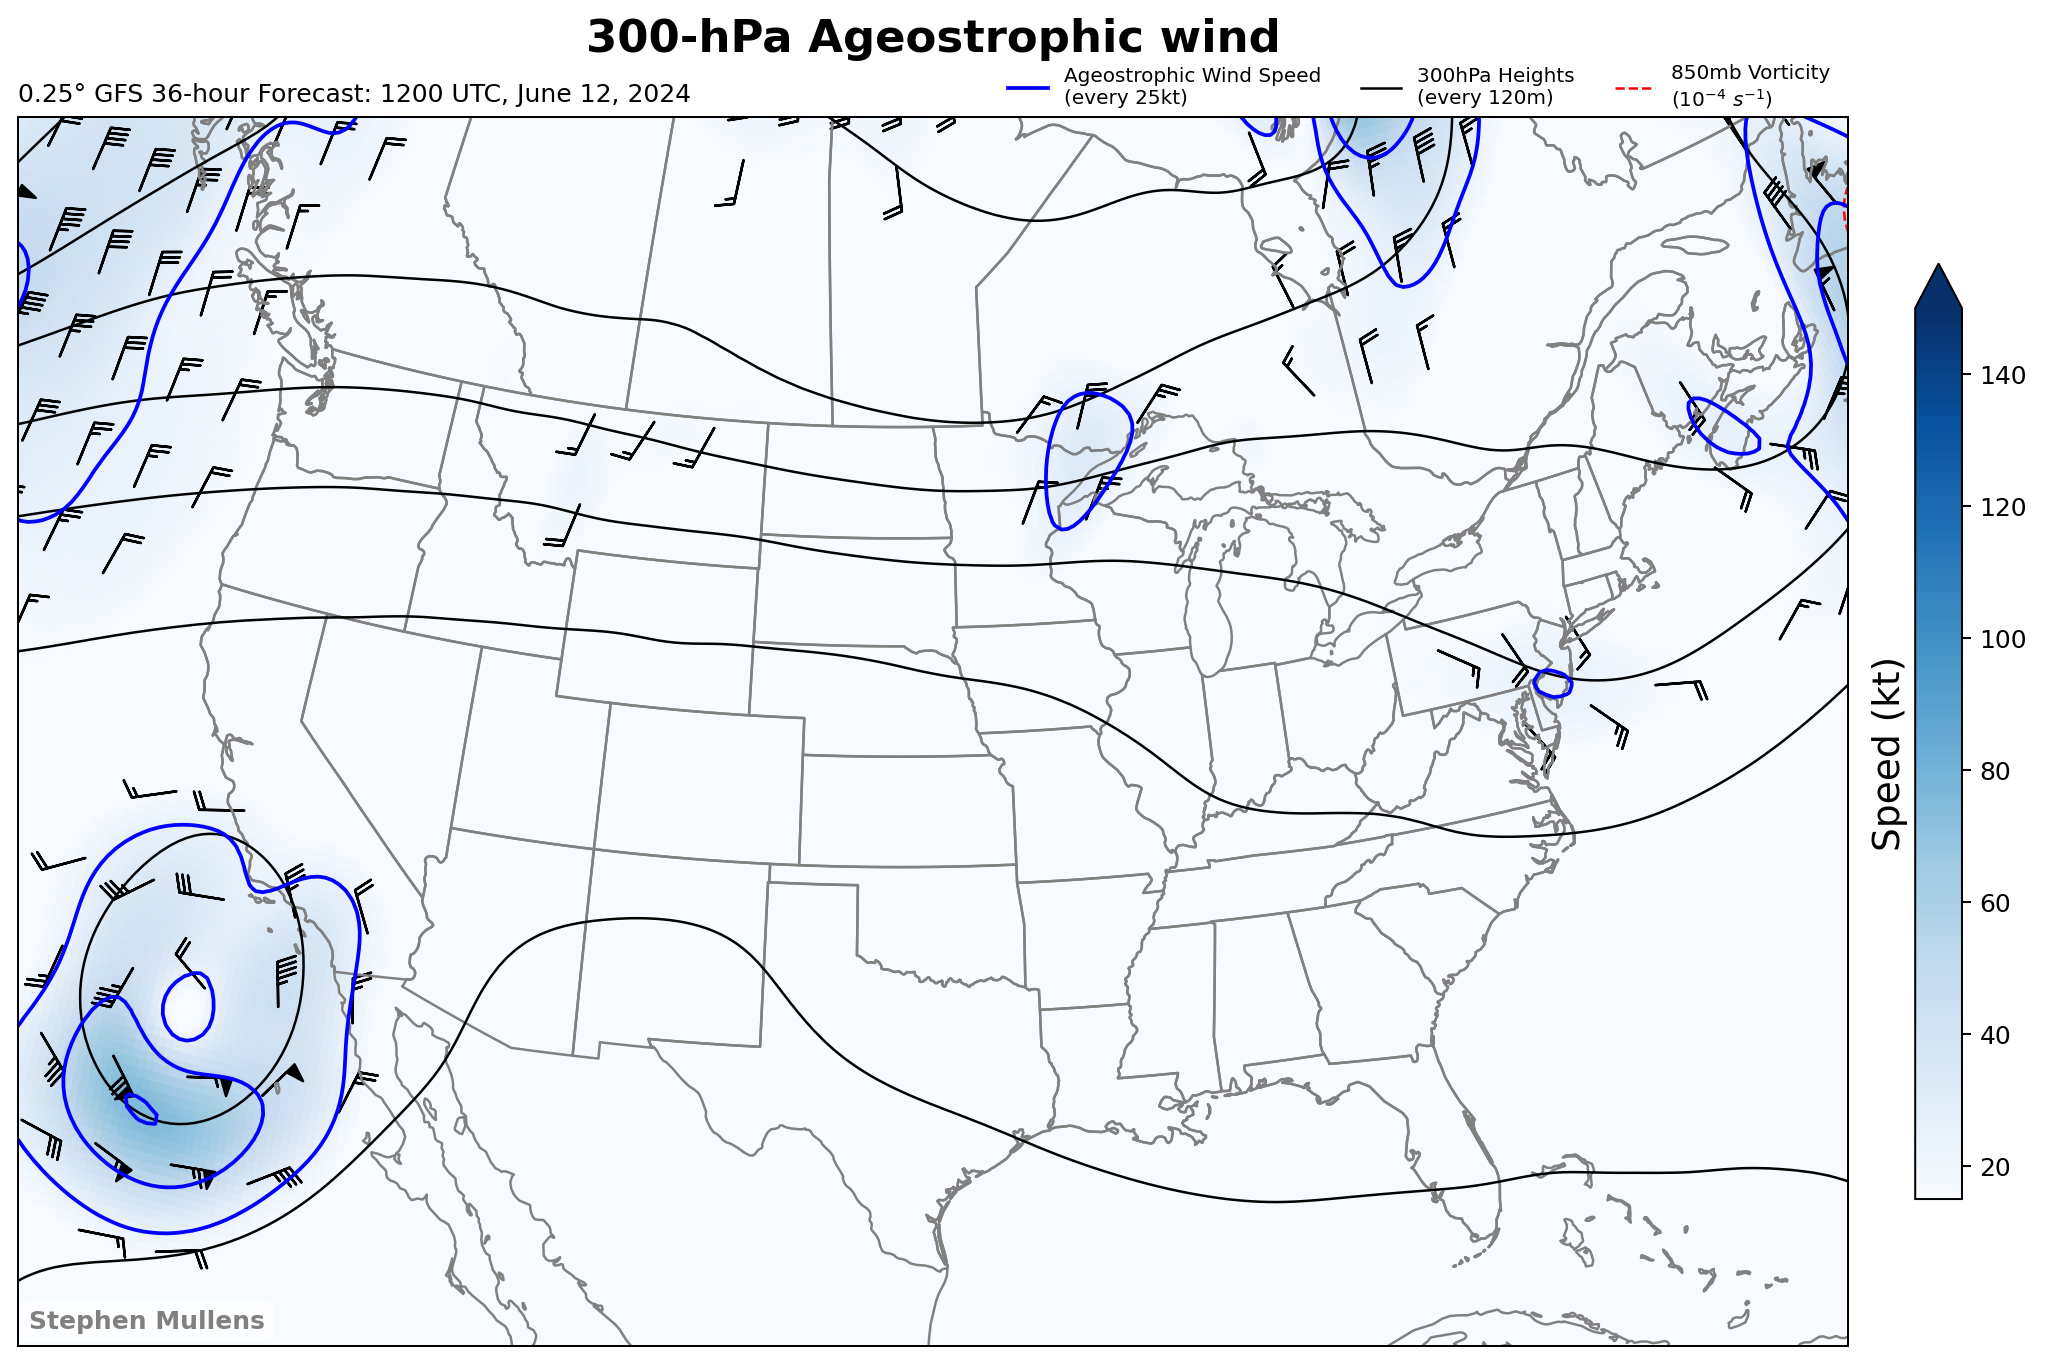 300-hPa Ageostrophic wind
0.25° GFS 36-hour Forecast: 1200 UTC, June 12, 2024
Ageostrophic Wind Speed
(every 25kt)
300hPa Heights
(every 120m)
850mb Vorticity
(10⁻⁴ s⁻¹)
140
120
100
80
60
40
20
Speed (kt)
Stephen Mullens